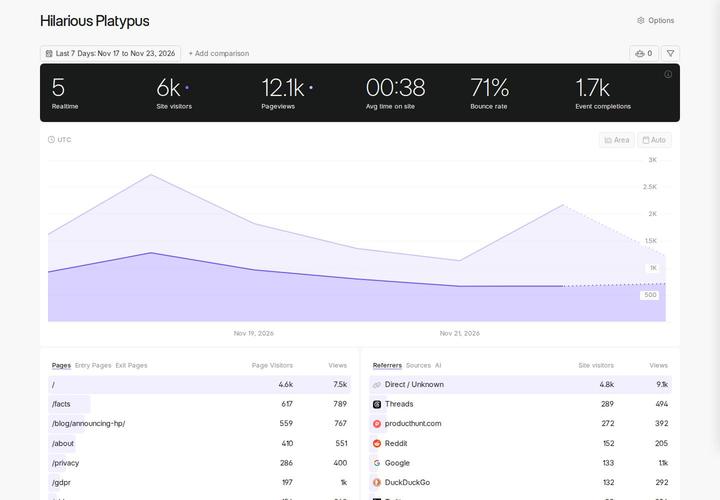 Hilarious Platypus
Options
Last 7 Days: Nov 17 to Nov 23, 2026
+ Add comparison
0
5 6k 12.1k 00:38 71% 1.7k
Realtime Site visitors Pageviews Avg time on site Bounce rate Event completions
UTC
Area Auto
3K
2.5K
2K
1.5K
1K
500
Nov 19, 2026 Nov 21, 2026
Pages Entry Pages Exit Pages Page Visitors Views
/ 4.6k 7.5k
/facts 617 789
/blog/announcing-hp/ 559 767
/about 410 551
/privacy 286 400
/gdpr 197 1k
Referrers Sources AI Site visitors Views
Direct / Unknown 4.8k 9.1k
Threads 289 494
producthunt.com 272 392
Reddit 152 205
Google 133 1.1k
DuckDuckGo 132 292